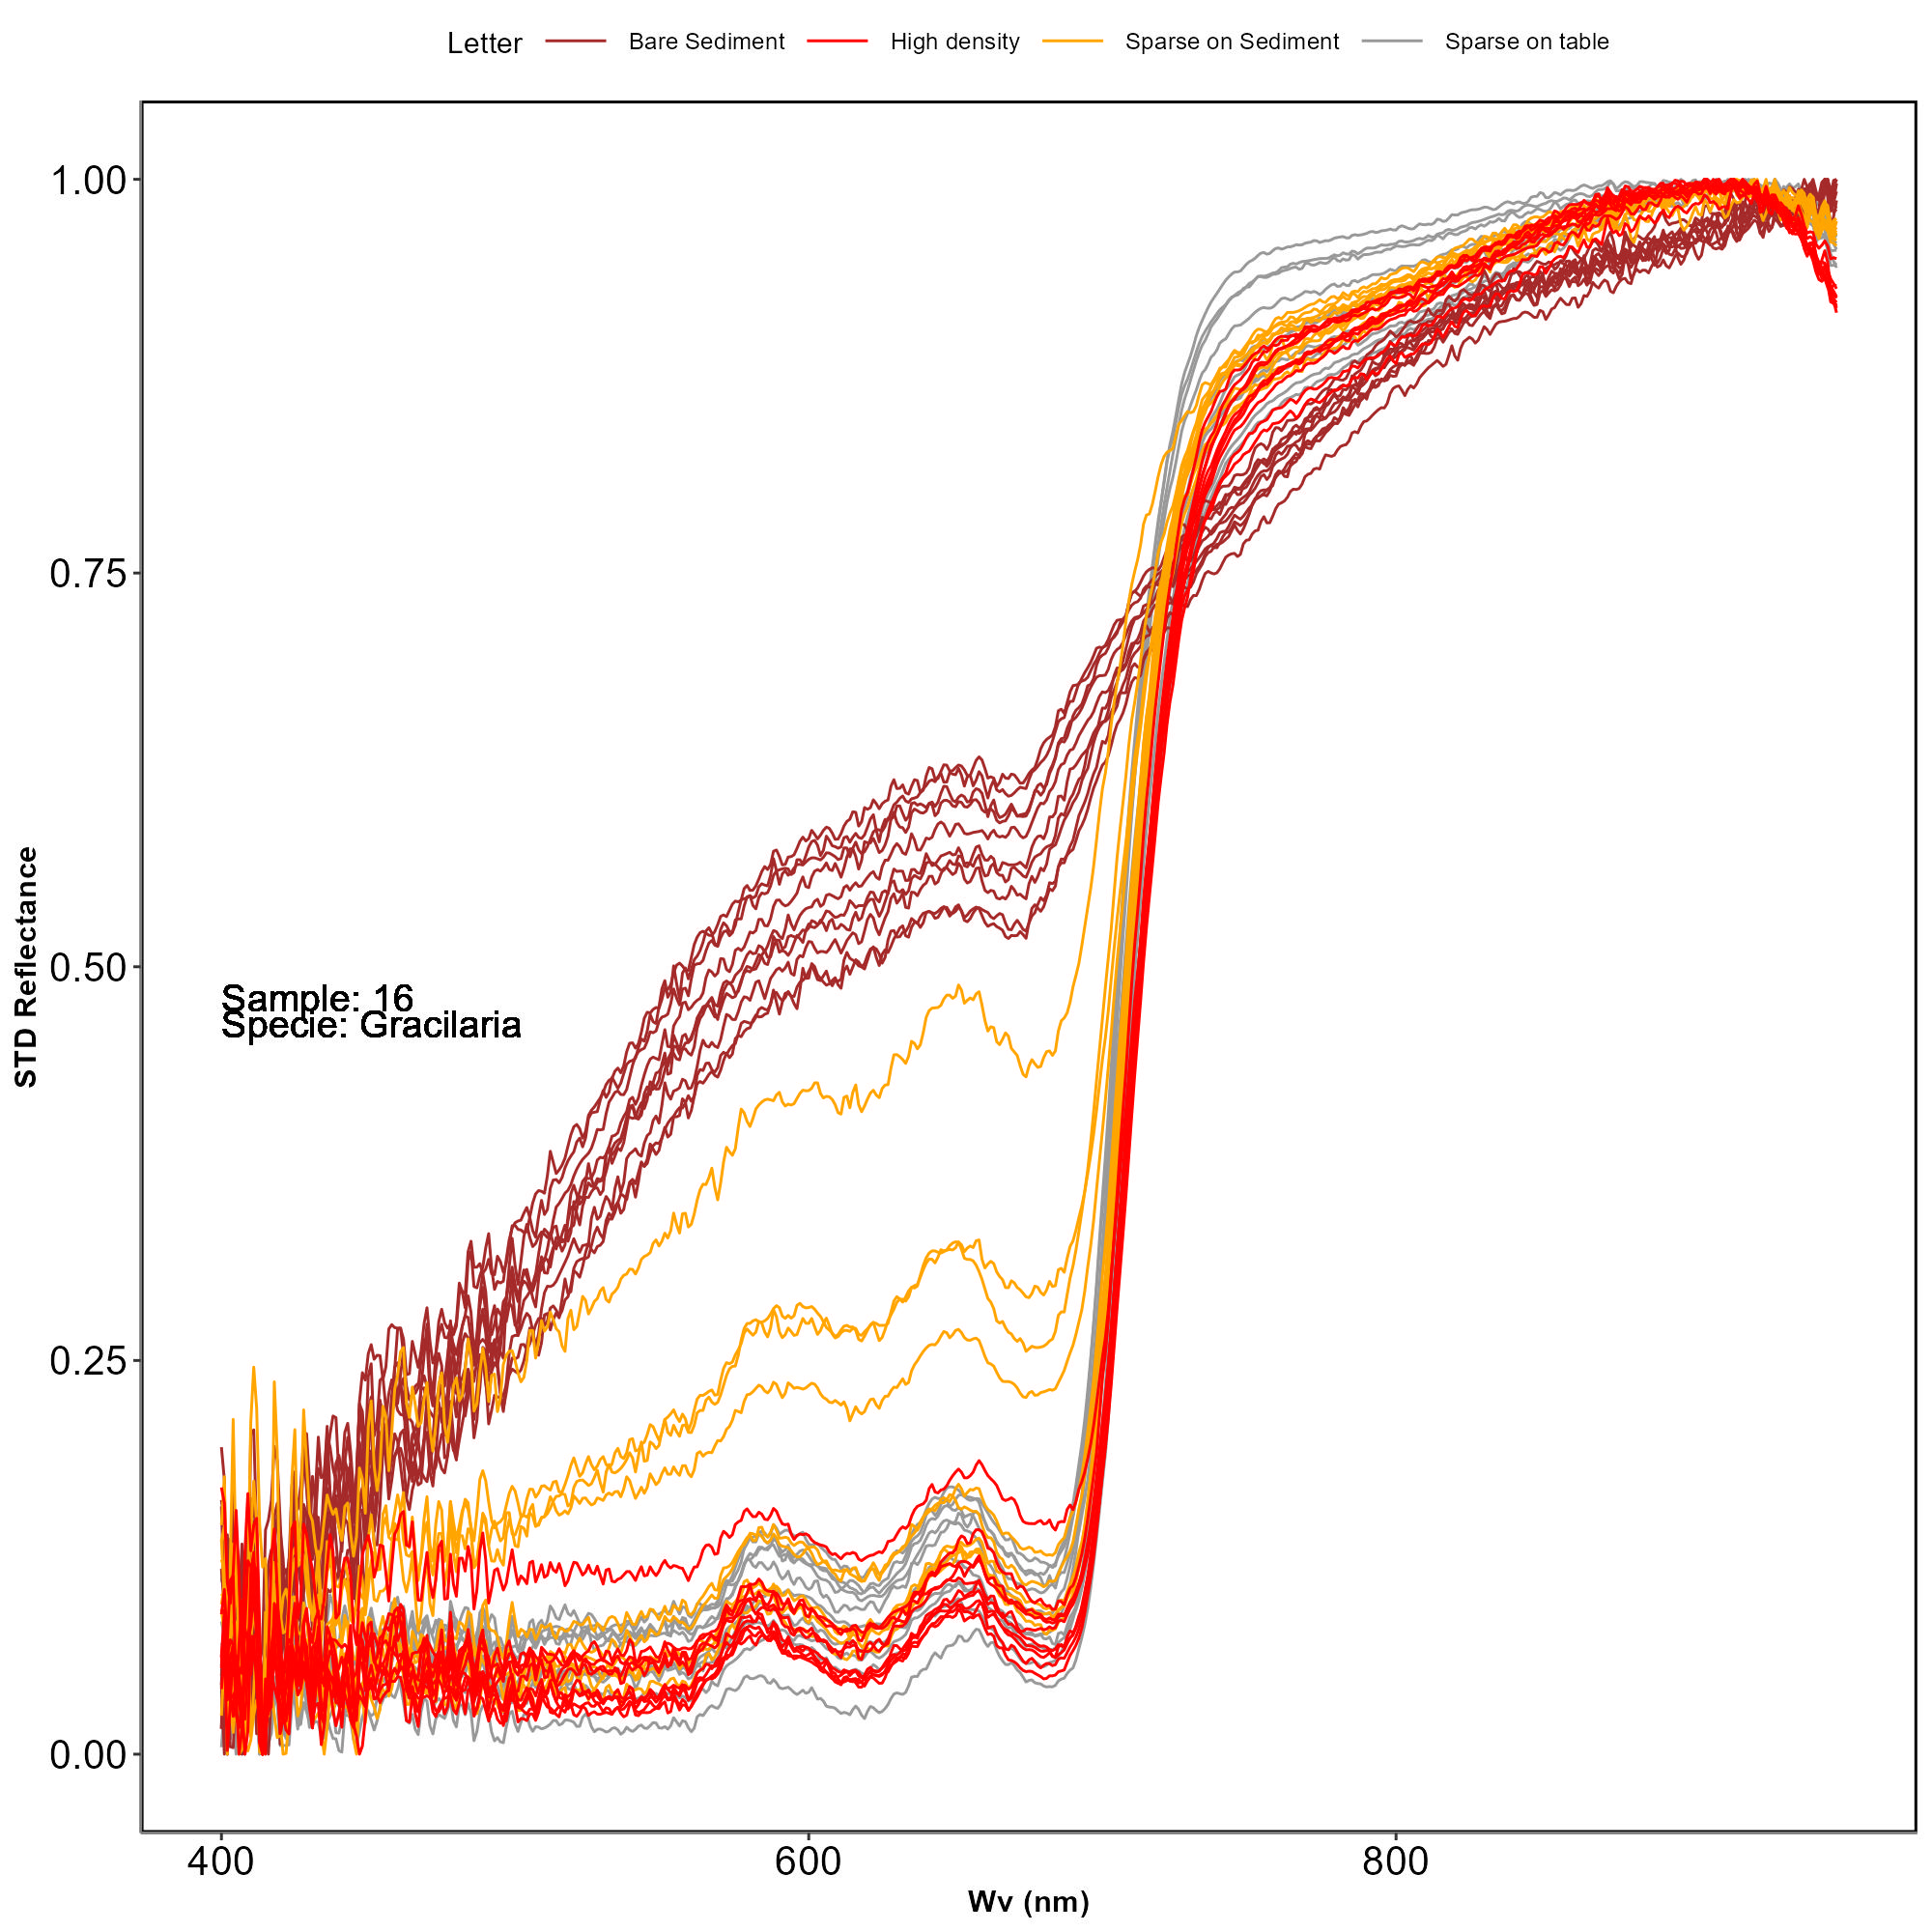 Letter Bare Sediment High density Sparse on Sediment Sparse on table
1.00
0.75
0.50
0.25
0.00
STD Reflectance
Sample: 16
Specie: Gracilaria
400 600 800
Wv (nm)